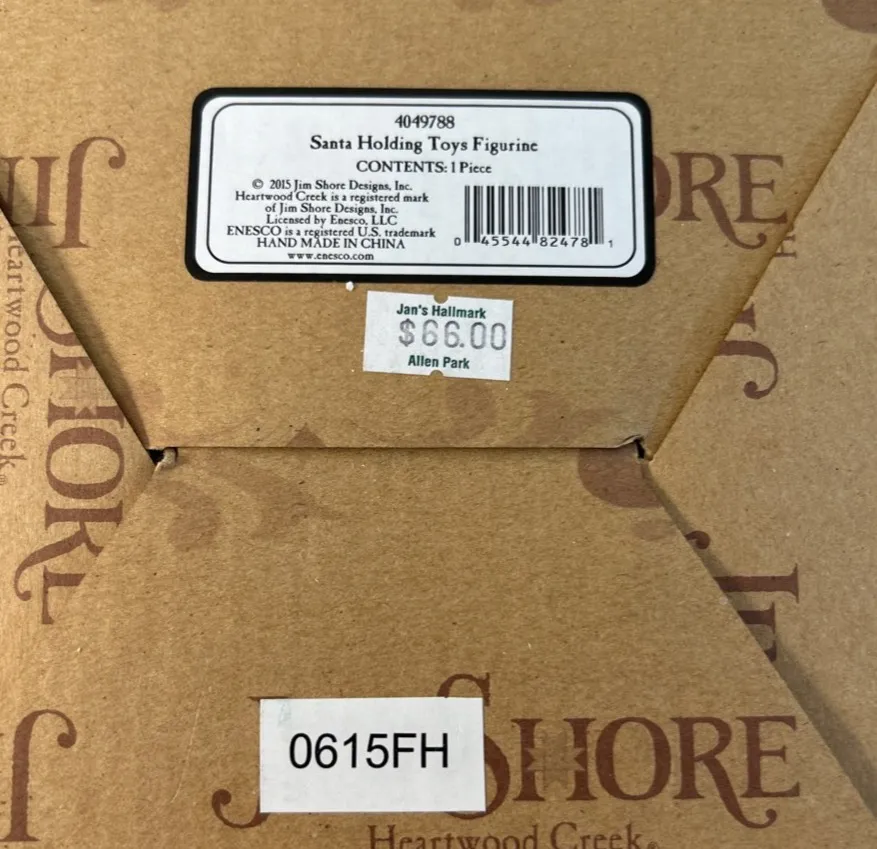 4049788
Santa Holding Toys Figurine
CONTENTS: 1 Piece
© 2015 Jim Shore Designs, Inc.
Heartwood Creek is a registered mark
of Jim Shore Designs, Inc.
Licensed by Enesco, LLC
ENESCO is a registered U.S. trademark
HAND MADE IN CHINA
www.enesco.com
0 45544 82478 1
ORE
JI
Heartwood Creek®
SHORE
Jan's Hallmark
$66.00
Allen Park
0615FH
J SHORE
Heartwood Creek®